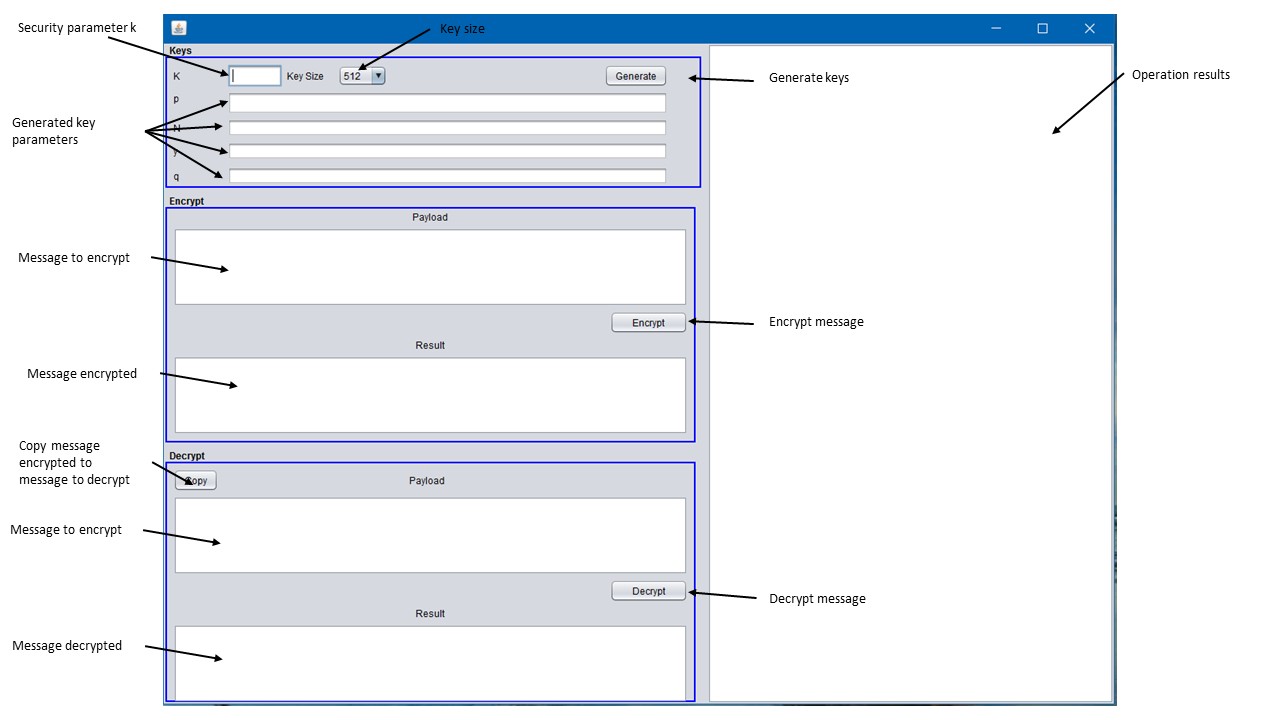 Security parameter k
Key size
Keys
K
Key Size
512
Generate
Generate keys
Operation results
p
Generated key
parameters
N
y
q
Encrypt
Payload
Message to encrypt
Encrypt
Encrypt message
Result
Message encrypted
Copy message
encrypted to
message to decrypt
Decrypt
Copy
Payload
Message to encrypt
Decrypt
Decrypt message
Result
Message decrypted